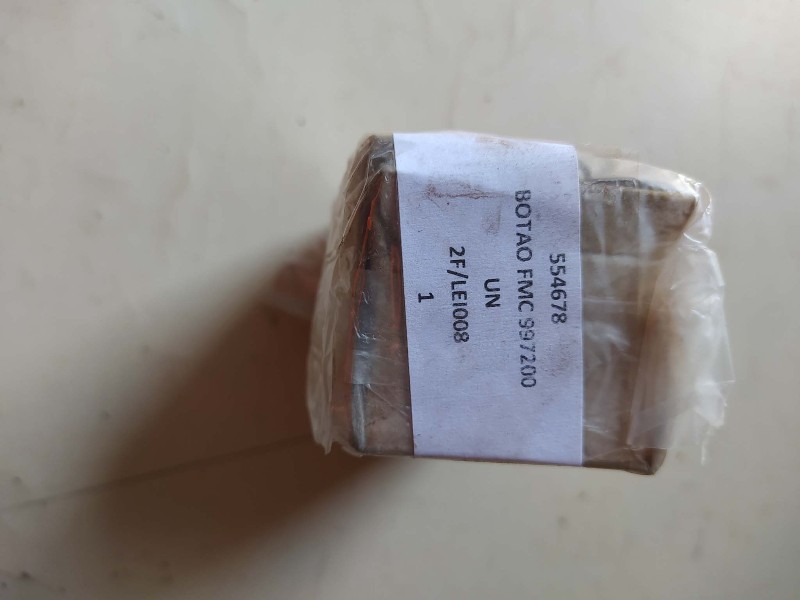 554678
BOTAO FMC 997200
UN
2F/LEI008
1